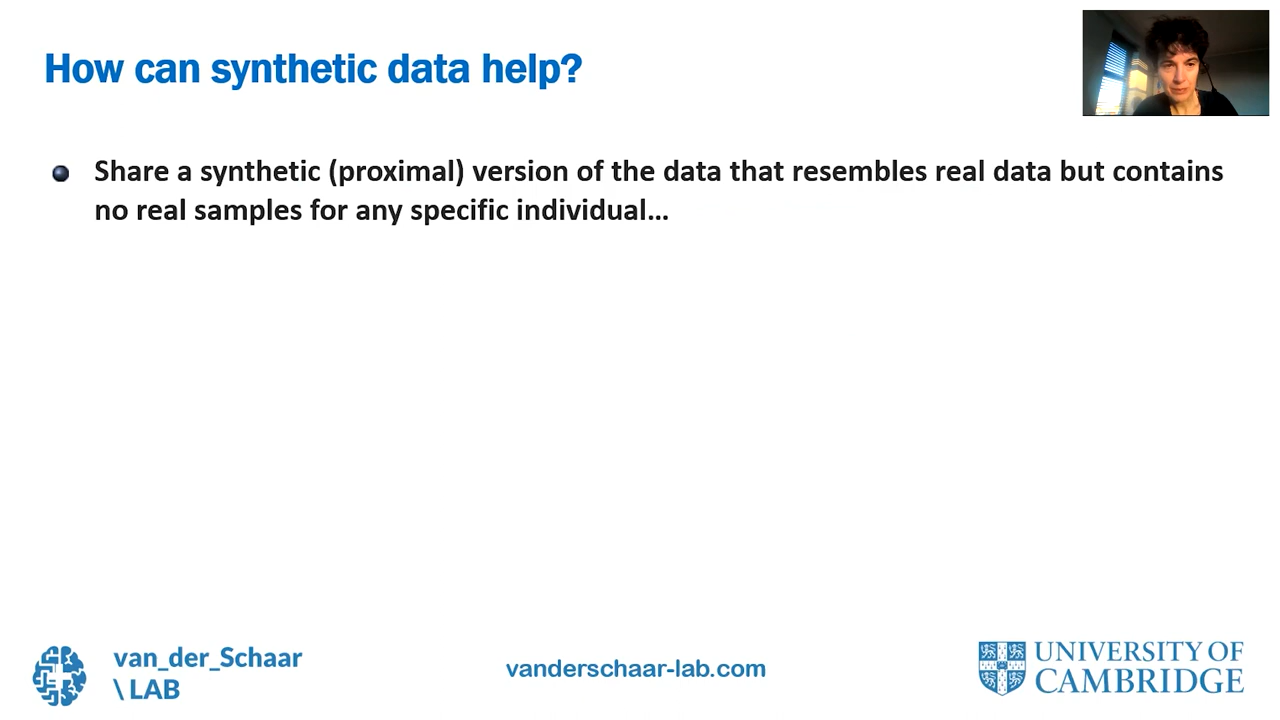 How can synthetic data help?
Share a synthetic (proximal) version of the data that resembles real data but contains
no real samples for any specific individual…
van_der_Schaar
\ LAB
vanderschaar-lab.com
UNIVERSITY OF
CAMBRIDGE